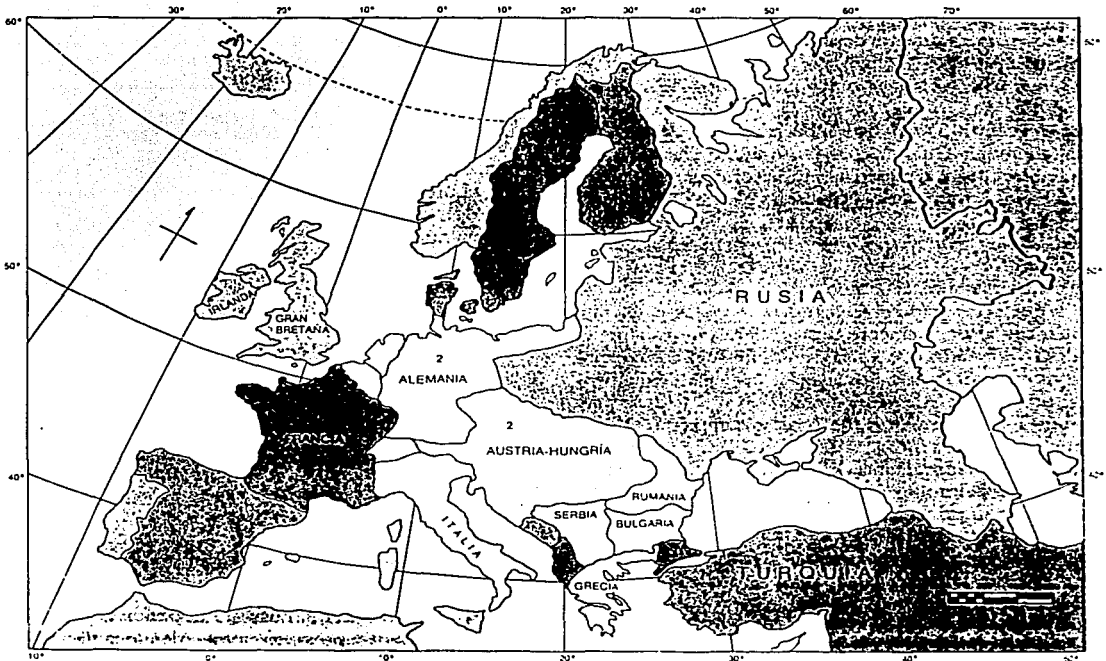 60° 30° 20° 10° 0° 10° 20° 30° 40° 50° 60° 70°
50°
RUSIA
IRLANDA
GRAN
BRETAÑA
2
ALEMANIA
FRANCIA
2
AUSTRIA-HUNGRÍA
40°
RUMANIA
SERBIA
BULGARIA
ITALIA
TURQUIA
GRECIA
10° 0° 10° 20° 30° 40°